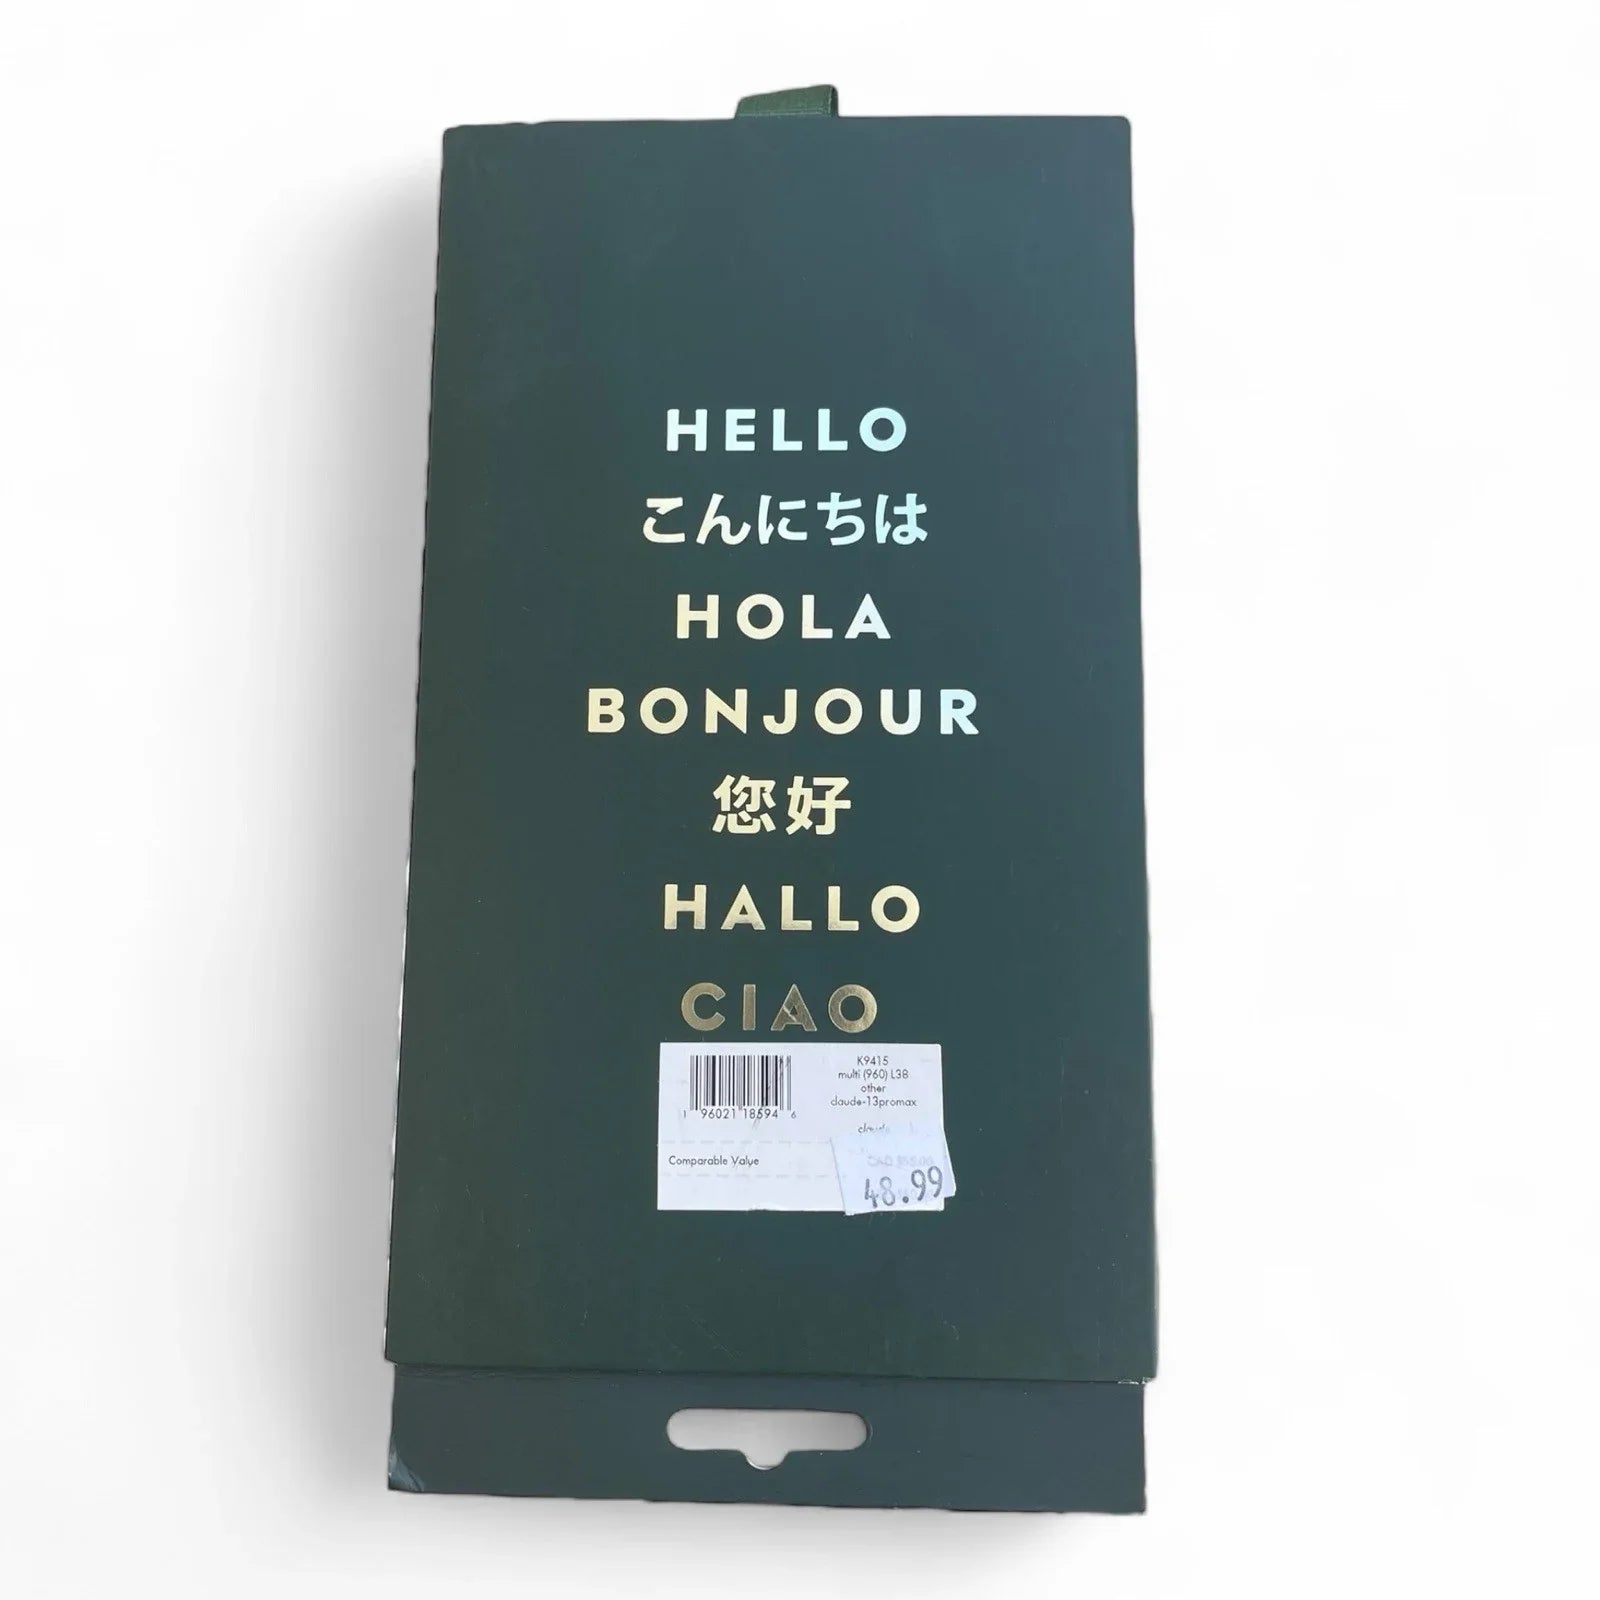 HELLO
こんにちは
HOLA
BONJOUR
您好
HALLO
CIAO
K9415
multi (960) L38
other
claude-13promax
1 96021 18594 6
Comparable Value
48.99